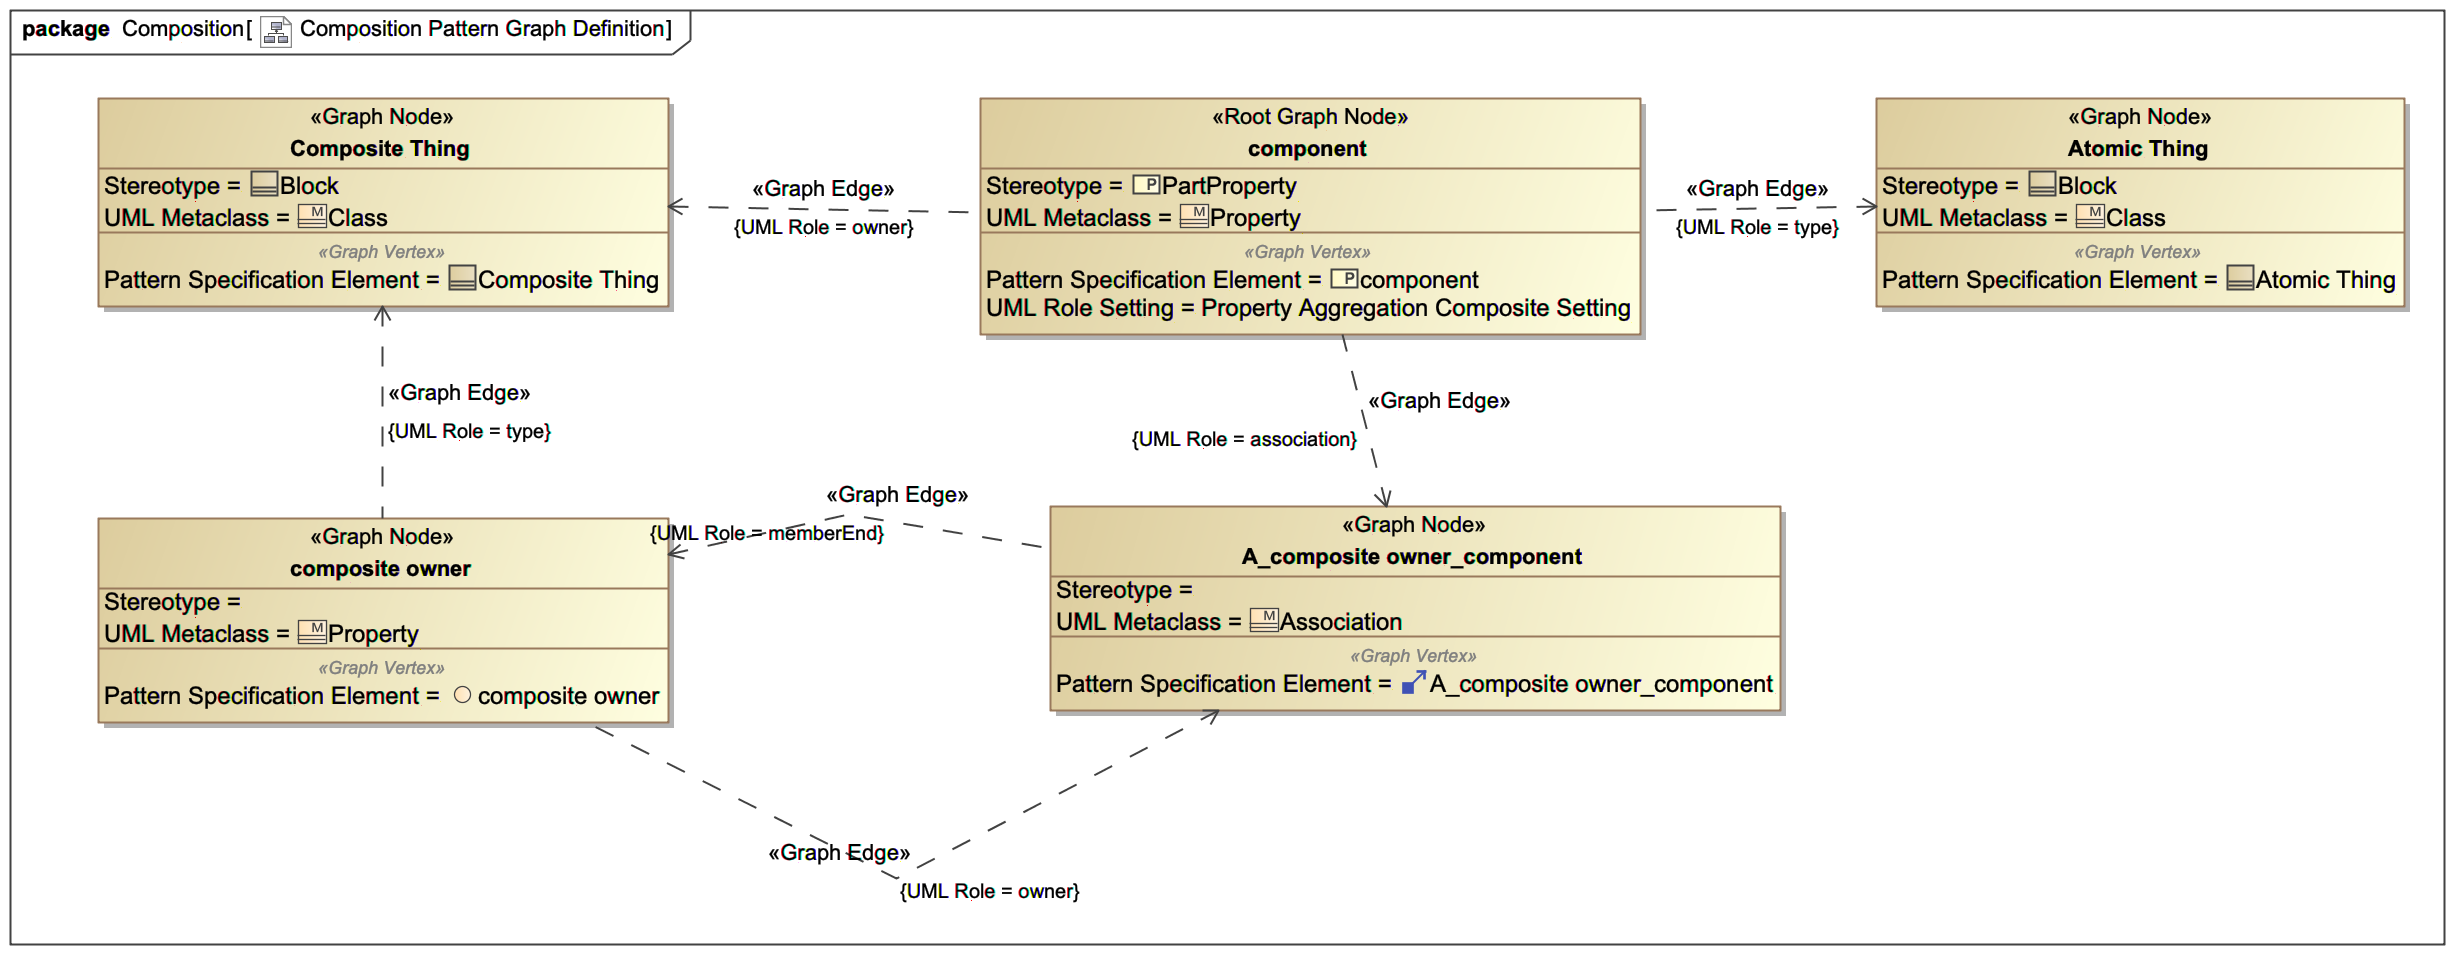 package Composition[ Composition Pattern Graph Definition]
«Graph Node»
Composite Thing
Stereotype = Block
UML Metaclass = M Class
«Graph Vertex»
Pattern Specification Element = Composite Thing
«Graph Edge»
{UML Role = owner}
«Root Graph Node»
component
Stereotype = P PartProperty
UML Metaclass = M Property
«Graph Vertex»
Pattern Specification Element = P component
UML Role Setting = Property Aggregation Composite Setting
«Graph Edge»
{UML Role = type}
«Graph Node»
Atomic Thing
Stereotype = Block
UML Metaclass = M Class
«Graph Vertex»
Pattern Specification Element = Atomic Thing
«Graph Edge»
{UML Role = type}
«Graph Edge»
{UML Role = association}
«Graph Edge»
{UML Role = memberEnd}
«Graph Node»
composite owner
Stereotype =
UML Metaclass = M Property
«Graph Vertex»
Pattern Specification Element = composite owner
«Graph Node»
A_composite owner_component
Stereotype =
UML Metaclass = M Association
«Graph Vertex»
Pattern Specification Element = A_composite owner_component
«Graph Edge»
{UML Role = owner}